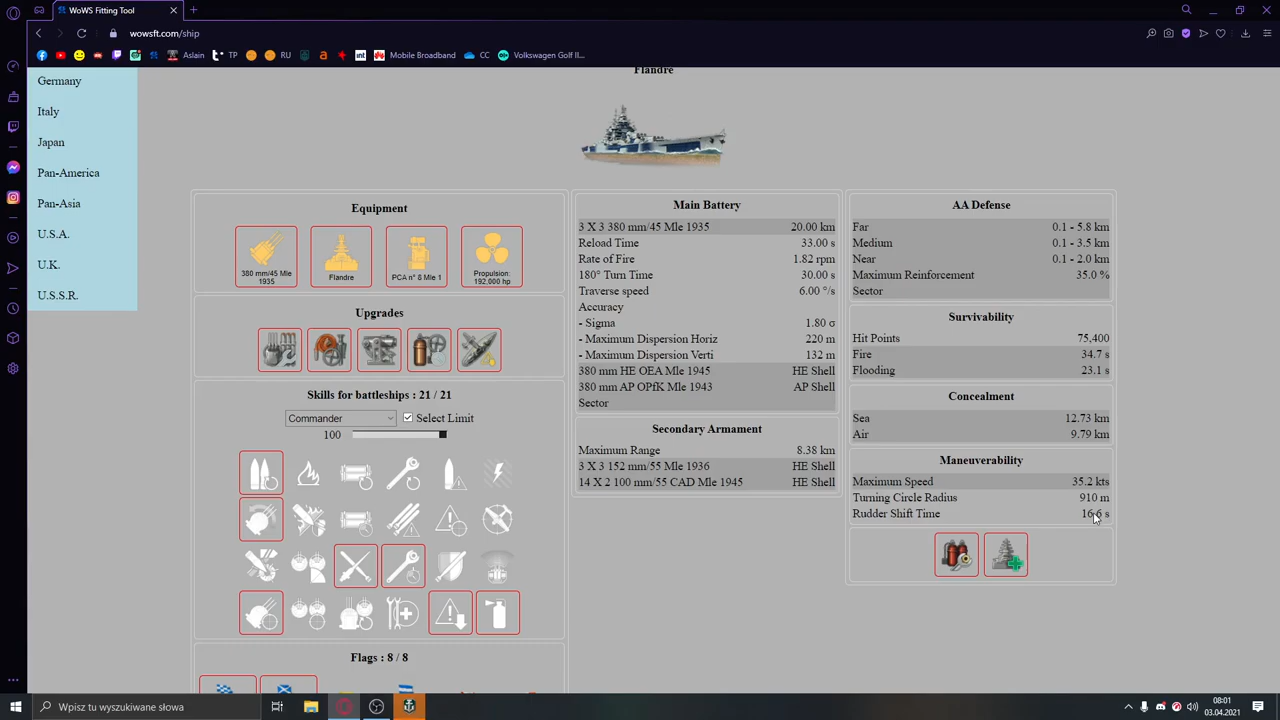 WoWS Fitting Tool
wowsft.com/ship
Aslain
TP
RU
Mobile Broadband
CC
Volkswagen Golf II...
Germany
Italy
Japan
Pan-America
Pan-Asia
U.S.A.
U.K.
U.S.S.R.
Flandre
Equipment
380 mm/45 Mle 1935
Flandre
PCA n° 8 Mle 1
Propulsion: 192,000 hp
Upgrades
Skills for battleships : 21 / 21
Commander
Select Limit
100
Flags : 8 / 8
Main Battery
3 X 3 380 mm/45 Mle 1935 20.00 km
Reload Time 33.00 s
Rate of Fire 1.82 rpm
180° Turn Time 30.00 s
Traverse speed 6.00 °/s
Accuracy
- Sigma 1.80 σ
- Maximum Dispersion Horiz 220 m
- Maximum Dispersion Verti 132 m
380 mm HE OEA Mle 1945 HE Shell
380 mm AP OPfK Mle 1943 AP Shell
Sector
Secondary Armament
Maximum Range 8.38 km
3 X 3 152 mm/55 Mle 1936 HE Shell
14 X 2 100 mm/55 CAD Mle 1945 HE Shell
AA Defense
Far 0.1 - 5.8 km
Medium 0.1 - 3.5 km
Near 0.1 - 2.0 km
Maximum Reinforcement 35.0 %
Sector
Survivability
Hit Points 75,400
Fire 34.7 s
Flooding 23.1 s
Concealment
Sea 12.73 km
Air 9.79 km
Maneuverability
Maximum Speed 35.2 kts
Turning Circle Radius 910 m
Rudder Shift Time 16.6 s
Wpisz tu wyszukiwane słowa
08:01
03.04.2021